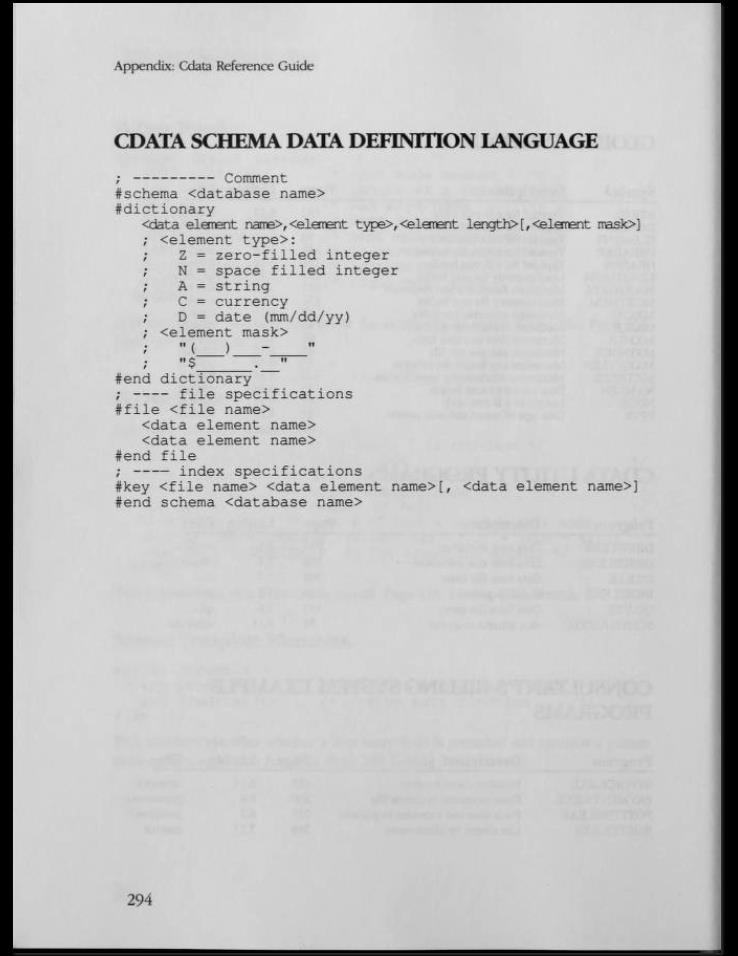 Appendix: Cdata Reference Guide
CDATA SCHEMA DATA DEFINITION LANGUAGE
; --------- Comment
#schema <database name>
#dictionary
<data element name>,<element type>,<element length>[,<element mask>]
; <element type>:
;   Z = zero-filled integer
;   N = space filled integer
;   A = string
;   C = currency
;   D = date (mm/dd/yy)
; <element mask>
;   "(___)___-____"
;   "$______.__"
#end dictionary
; ---- file specifications
#file <file name>
<data element name>
<data element name>
#end file
; ---- index specifications
#key <file name> <data element name>[, <data element name>]
#end schema <database name>
294